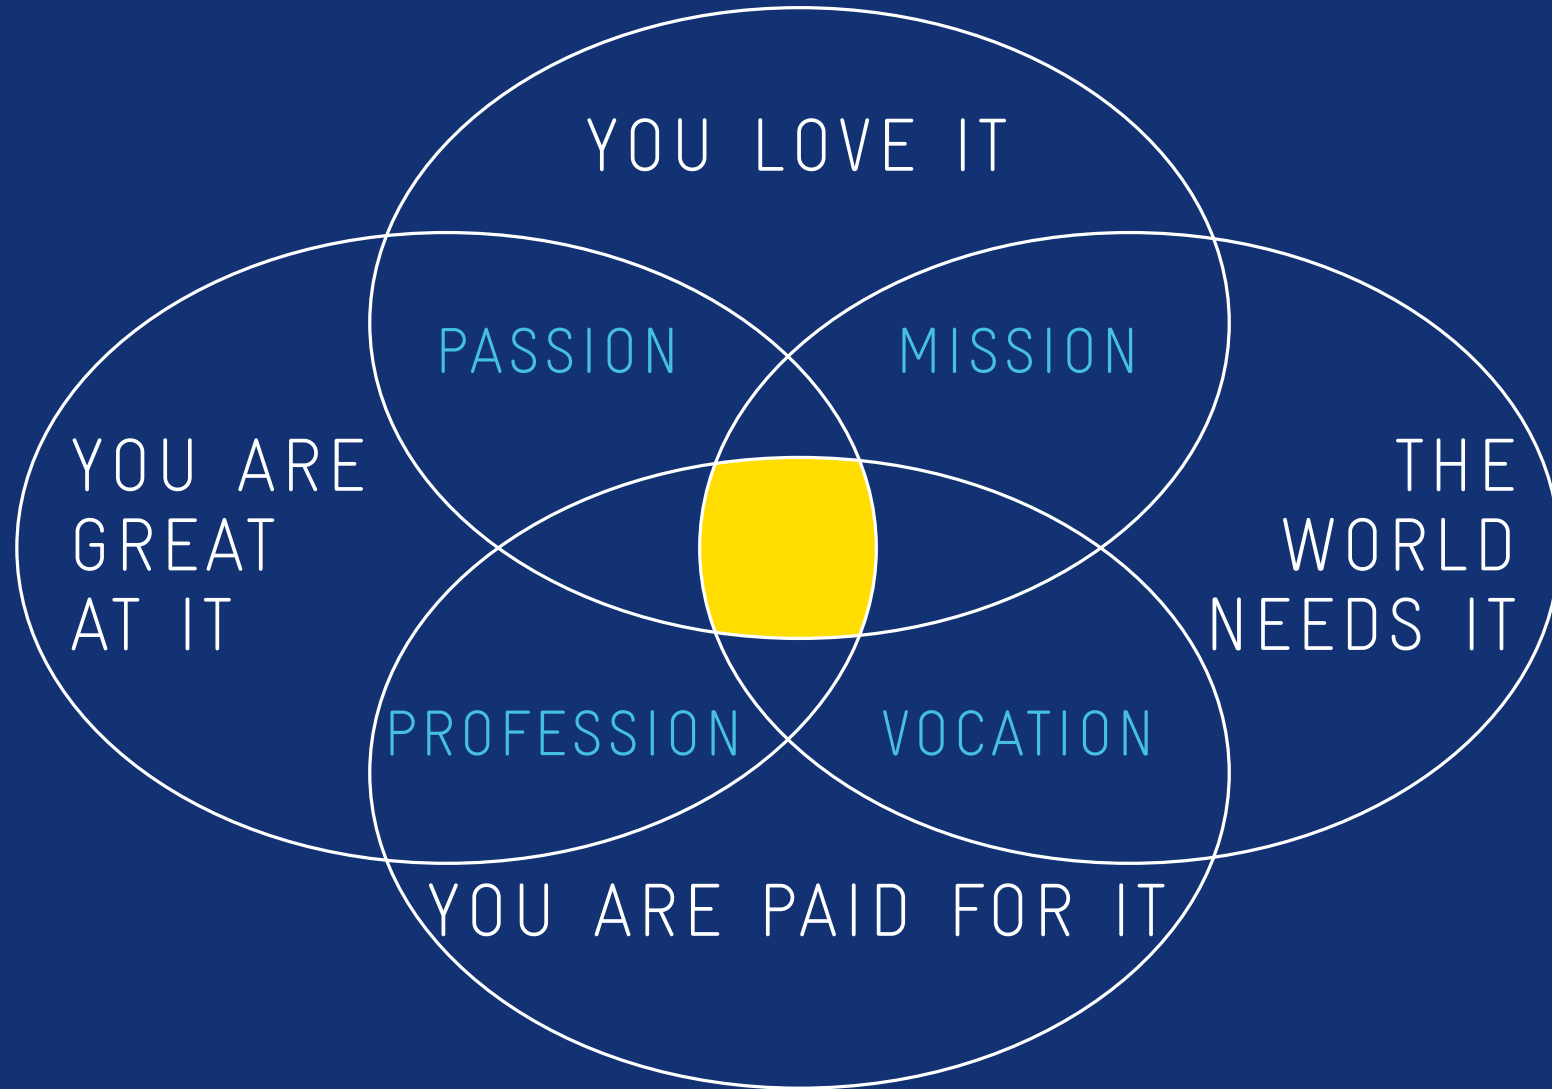 YOU LOVE IT
PASSION
MISSION
YOU ARE
GREAT
AT IT
THE
WORLD
NEEDS IT
PROFESSION
VOCATION
YOU ARE PAID FOR IT